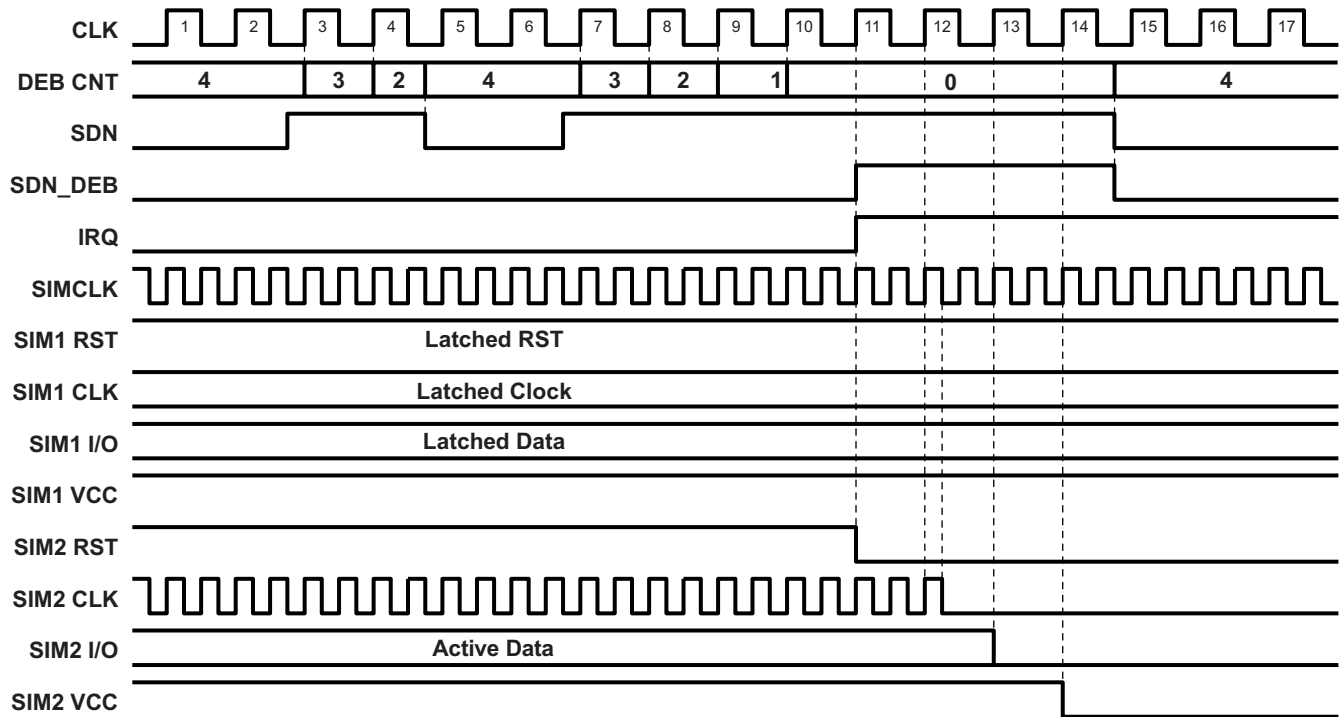 CLK 1 2 3 4 5 6 7 8 9 10 11 12 13 14 15 16 17
DEB CNT 4 3 2 4 3 2 1 0 4
SDN
SDN_DEB
IRQ
SIMCLK
SIM1 RST Latched RST
SIM1 CLK Latched Clock
SIM1 I/O Latched Data
SIM1 VCC
SIM2 RST
SIM2 CLK
SIM2 I/O Active Data
SIM2 VCC